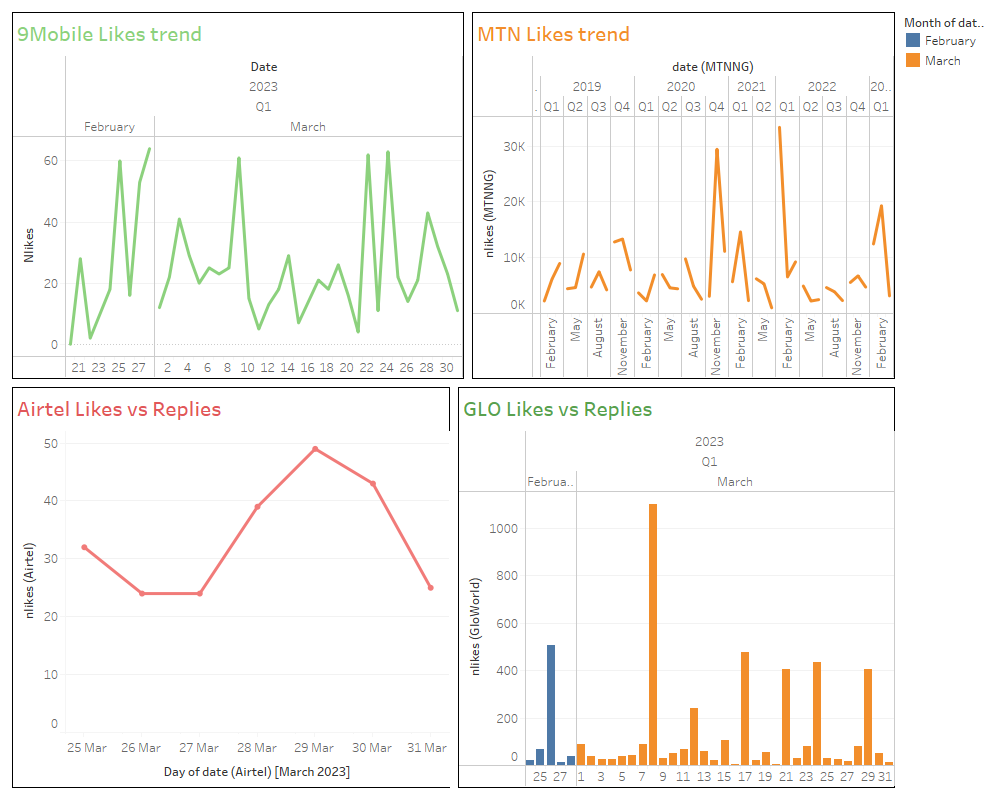 9Mobile Likes trend
Date
2023
Q1
February March
Nlikes
60
40
20
0
21 23 25 27 2 4 6 8 10 12 14 16 18 20 22 24 26 28 30
MTN Likes trend
date (MTNNG)
. 2019 2020 2021 2022 20..
. Q1 Q2 Q3 Q4 Q1 Q2 Q3 Q4 Q1 Q2 Q1 Q2 Q3 Q4 Q1
nlikes (MTNNG)
30K
20K
10K
0K
February May August November February May August November February May February May August November February
Month of dat..
February
March
Airtel Likes vs Replies
nlikes (Airtel)
50
40
30
20
10
0
25 Mar 26 Mar 27 Mar 28 Mar 29 Mar 30 Mar 31 Mar
Day of date (Airtel) [March 2023]
GLO Likes vs Replies
2023
Q1
Februa.. March
nlikes (GloWorld)
1000
800
600
400
200
0
25 27 1 3 5 7 9 11 13 15 17 19 21 23 25 27 29 31